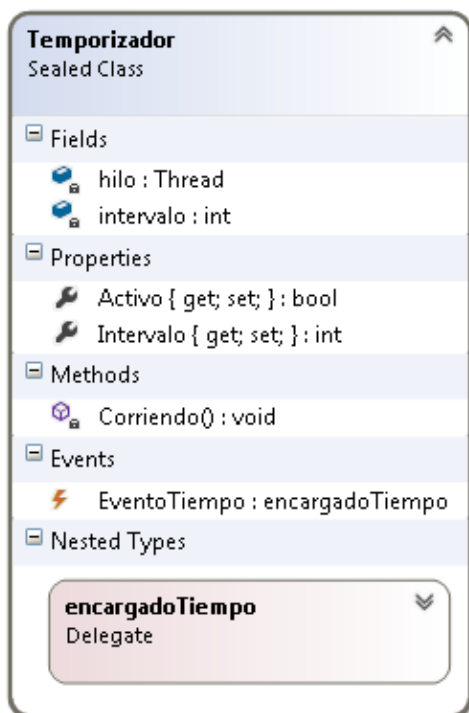 Temporizador
Sealed Class
Fields
hilo : Thread
intervalo : int
Properties
Activo { get; set; } : bool
Intervalo { get; set; } : int
Methods
Corriendo() : void
Events
EventoTiempo : encargadoTiempo
Nested Types
encargadoTiempo
Delegate